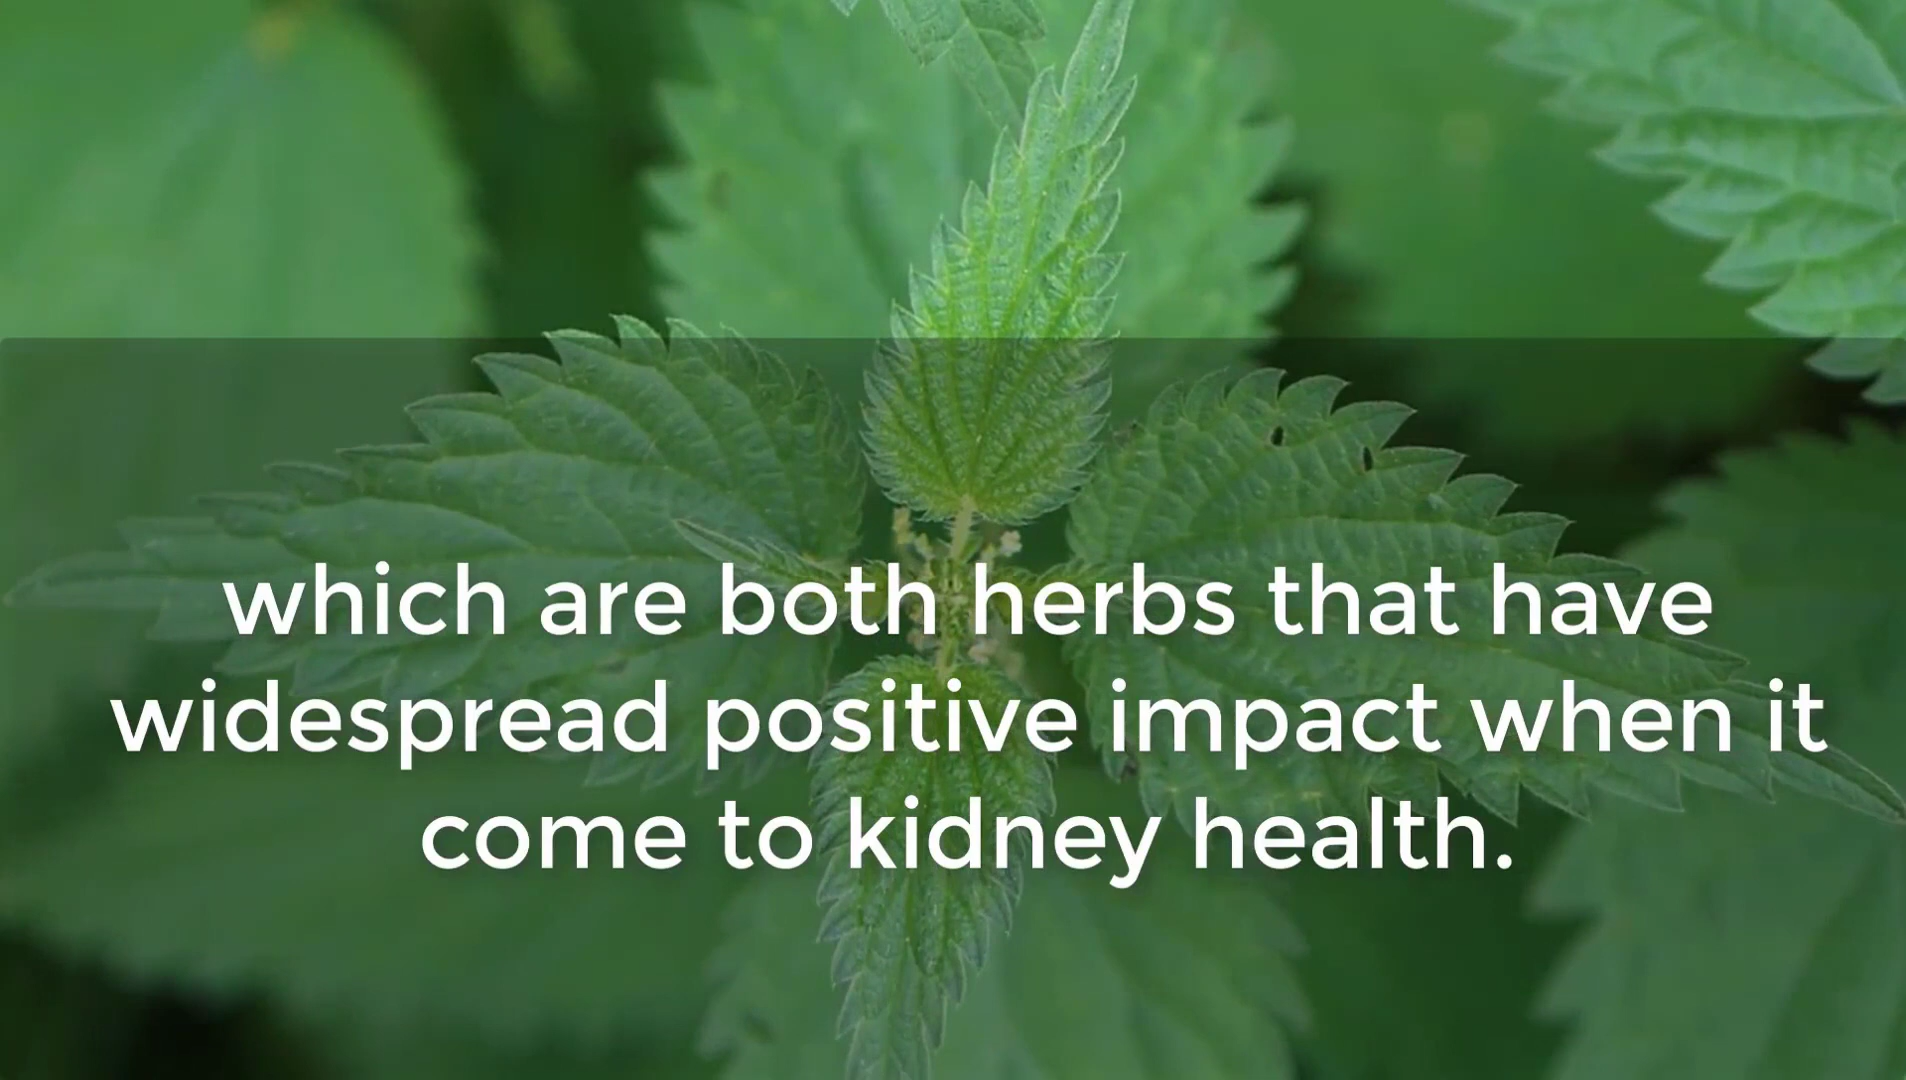 which are both herbs that have
widespread positive impact when it
come to kidney health.